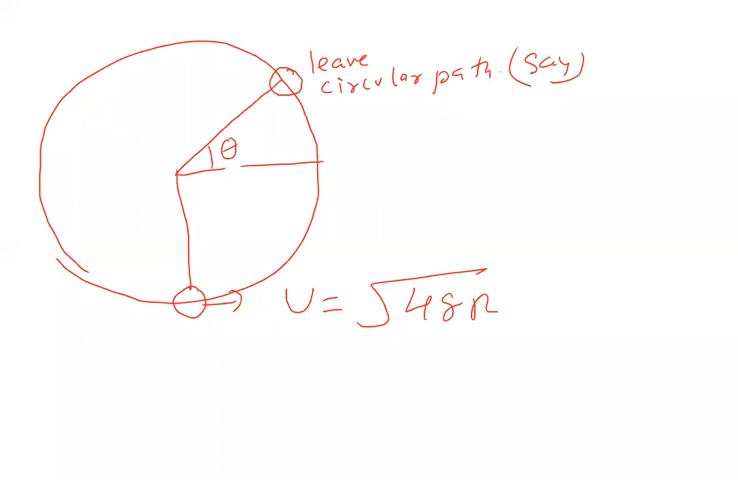 leave
circular path. (say)
θ
U = √4gr